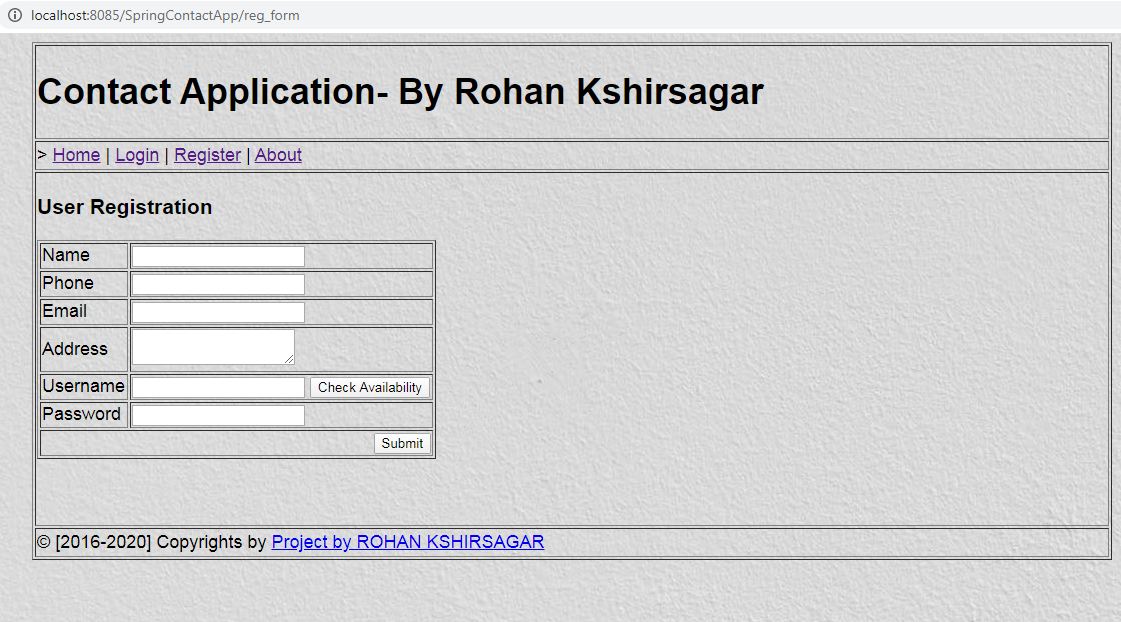 localhost:8085/SpringContactApp/reg_form
Contact Application- By Rohan Kshirsagar
> Home | Login | Register | About
User Registration
Name
Phone
Email
Address
Username Check Availability
Password
Submit
© [2016-2020] Copyrights by Project by ROHAN KSHIRSAGAR